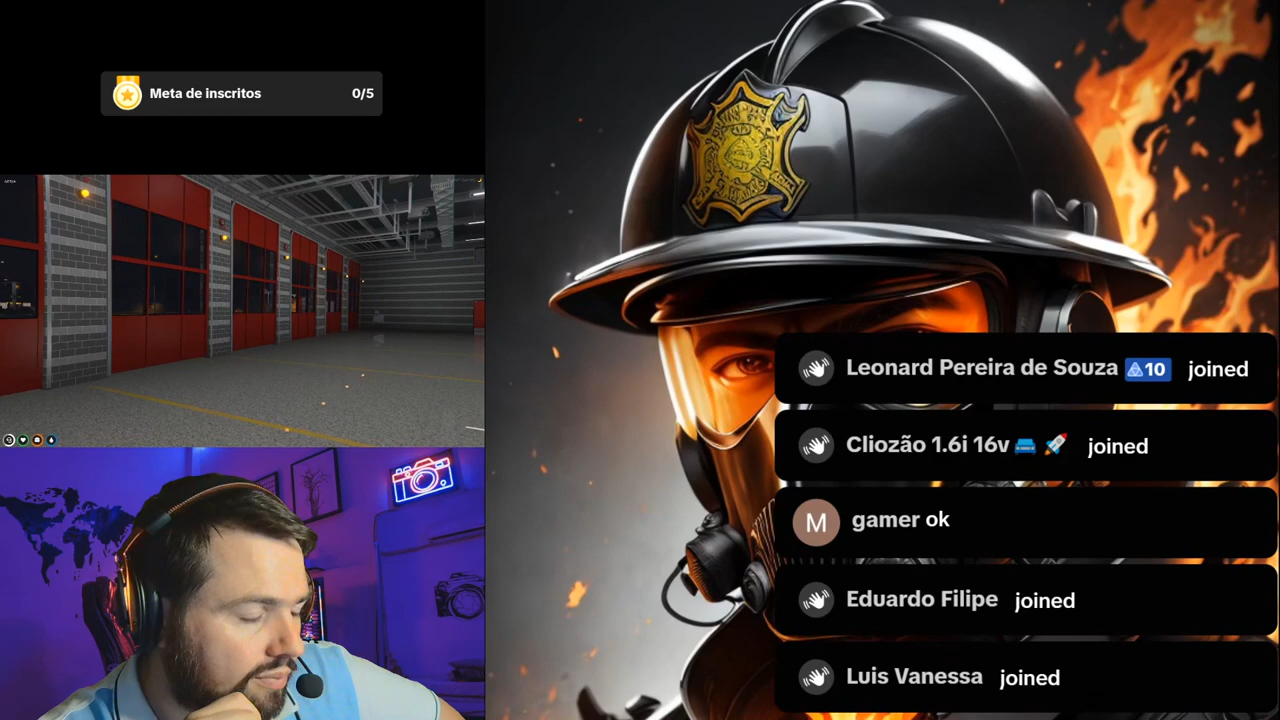 Meta de inscritos 0/5
Leonard Pereira de Souza 10 joined
Cliozão 1.6i 16v 🚘 🚀 joined
M gamer ok
Eduardo Filipe joined
Luis Vanessa joined